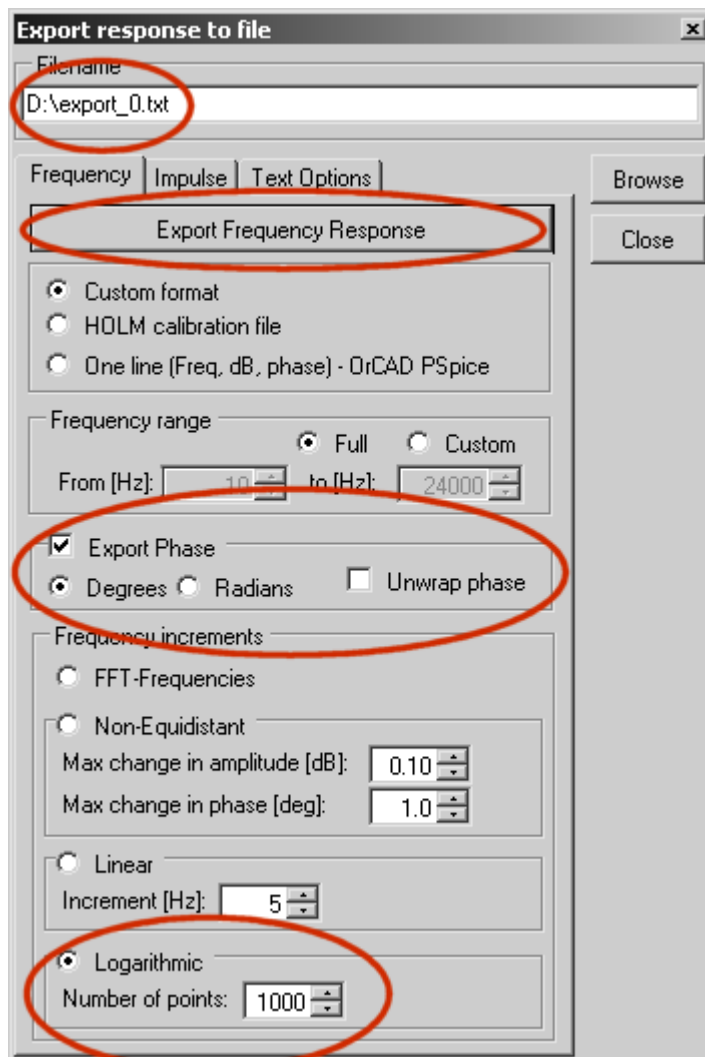 Export response to file
Filename
D:\export_0.txt
Frequency Impulse Text Options
Browse
Export Frequency Response
Close
Custom format
HOLM calibration file
One line (Freq, dB, phase) - OrCAD PSpice
Frequency range
Full Custom
From [Hz]: 10 to [Hz]: 24000
Export Phase
Degrees Radians Unwrap phase
Frequency increments
FFT-Frequencies
Non-Equidistant
Max change in amplitude [dB]: 0.10
Max change in phase [deg]: 1.0
Linear
Increment [Hz]: 5
Logarithmic
Number of points: 1000